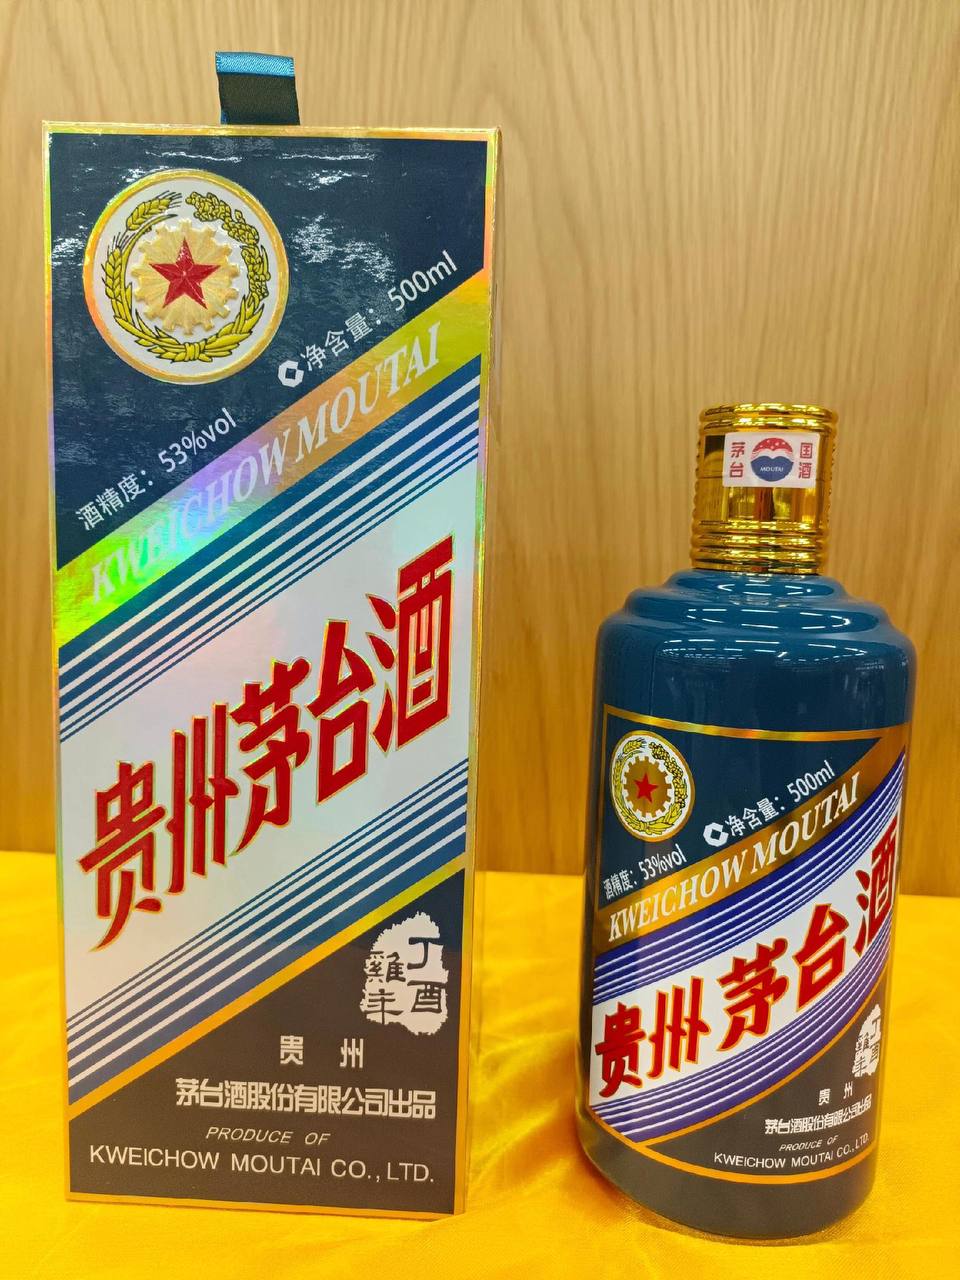 净含量：500ml
酒精度：53%vol
KWEICHOW MOUTAI
贵州茅台酒
丁酉
雞年
贵州
茅台酒股份有限公司出品
PRODUCE OF
KWEICHOW MOUTAI CO.,LTD.
国酒
茅台
MOUTAI
净含量：500ml
酒精度：53%vol
KWEICHOW MOUTAI
贵州茅台酒
丁酉
雞年
贵州
茅台酒股份有限公司出品
PRODUCE OF
KWEICHOW MOUTAI CO., LTD.